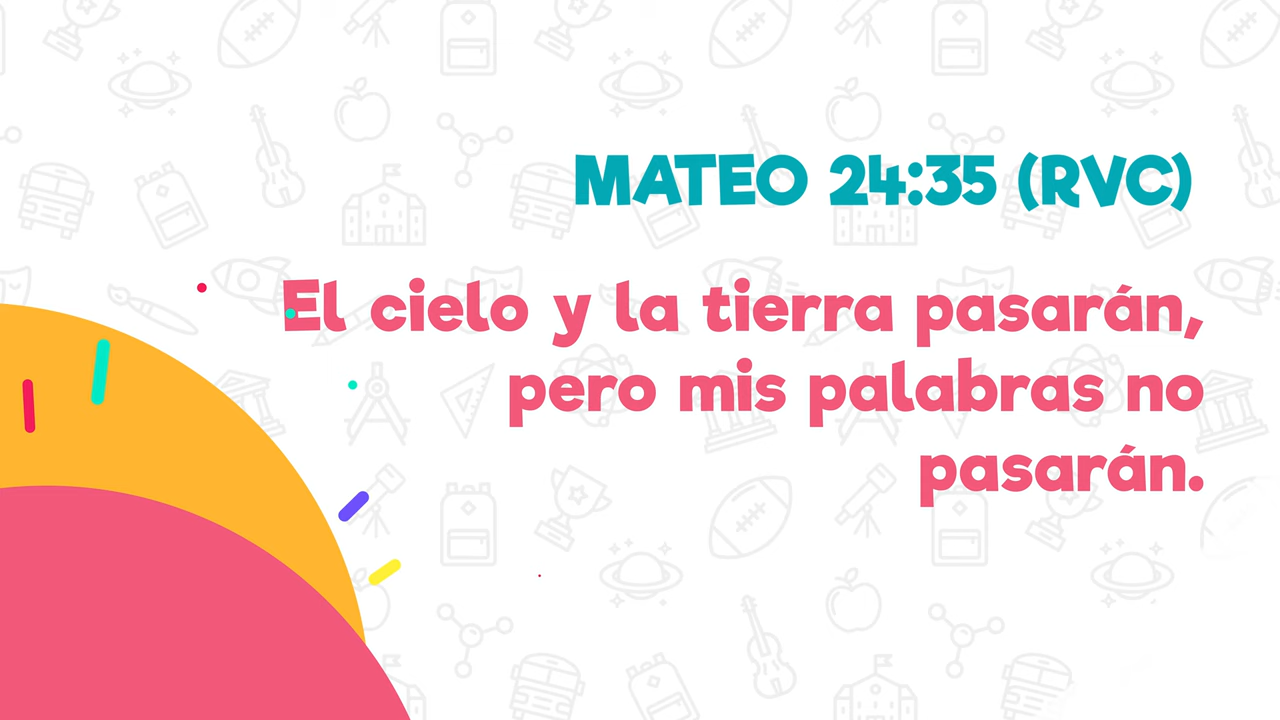 MATEO 24:35 (RVC)
El cielo y la tierra pasarán,
pero mis palabras no
pasarán.